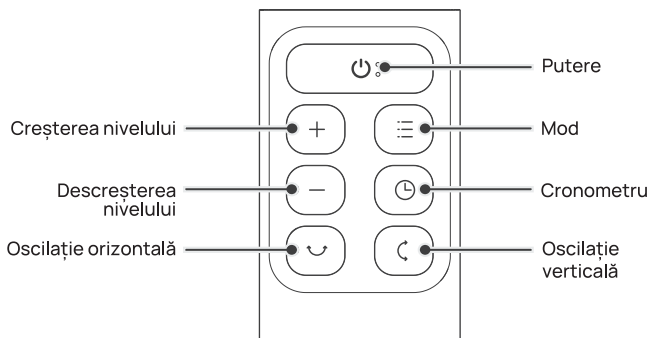 Putere
Creșterea nivelului
Mod
Descreșterea
nivelului
Cronometru
Oscilație orizontală
Oscilație
verticală